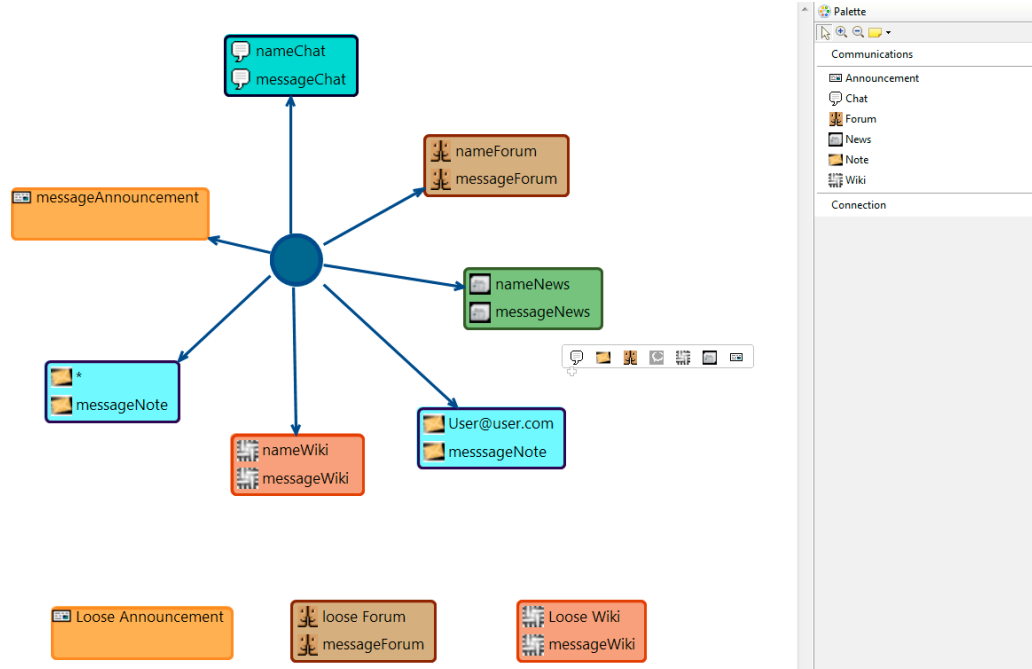 nameChat
messageChat
nameForum
messageForum
messageAnnouncement
nameNews
messageNews
*
messageNote
User@user.com
messsageNote
nameWiki
messageWiki
Loose Announcement
loose Forum
messageForum
Loose Wiki
messageWiki
Palette
Communications
Announcement
Chat
Forum
News
Note
Wiki
Connection